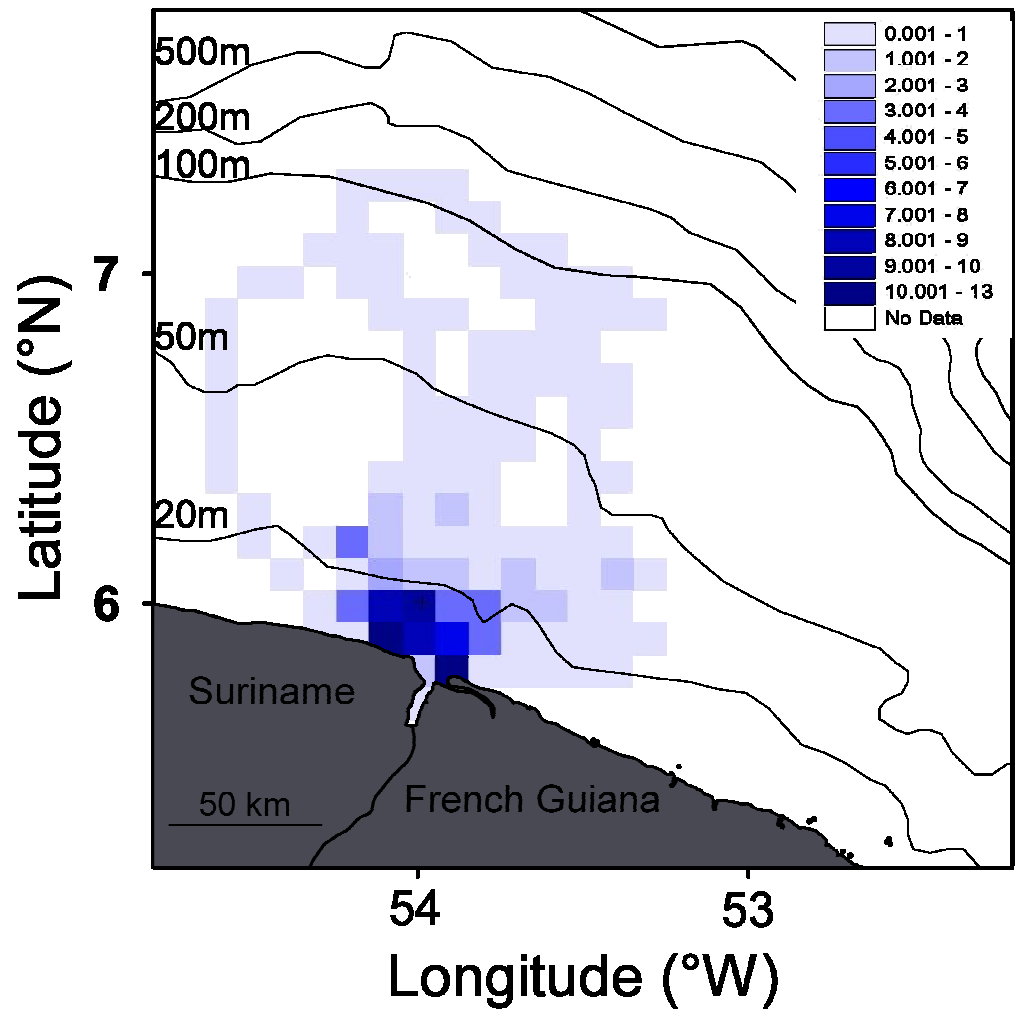 500m
200m
100m
50m
20m
0.001 - 1
1.001 - 2
2.001 - 3
3.001 - 4
4.001 - 5
5.001 - 6
6.001 - 7
7.001 - 8
8.001 - 9
9.001 - 10
10.001 - 13
No Data
7
6
Latitude (°N)
Suriname
French Guiana
50 km
54
53
Longitude (°W)